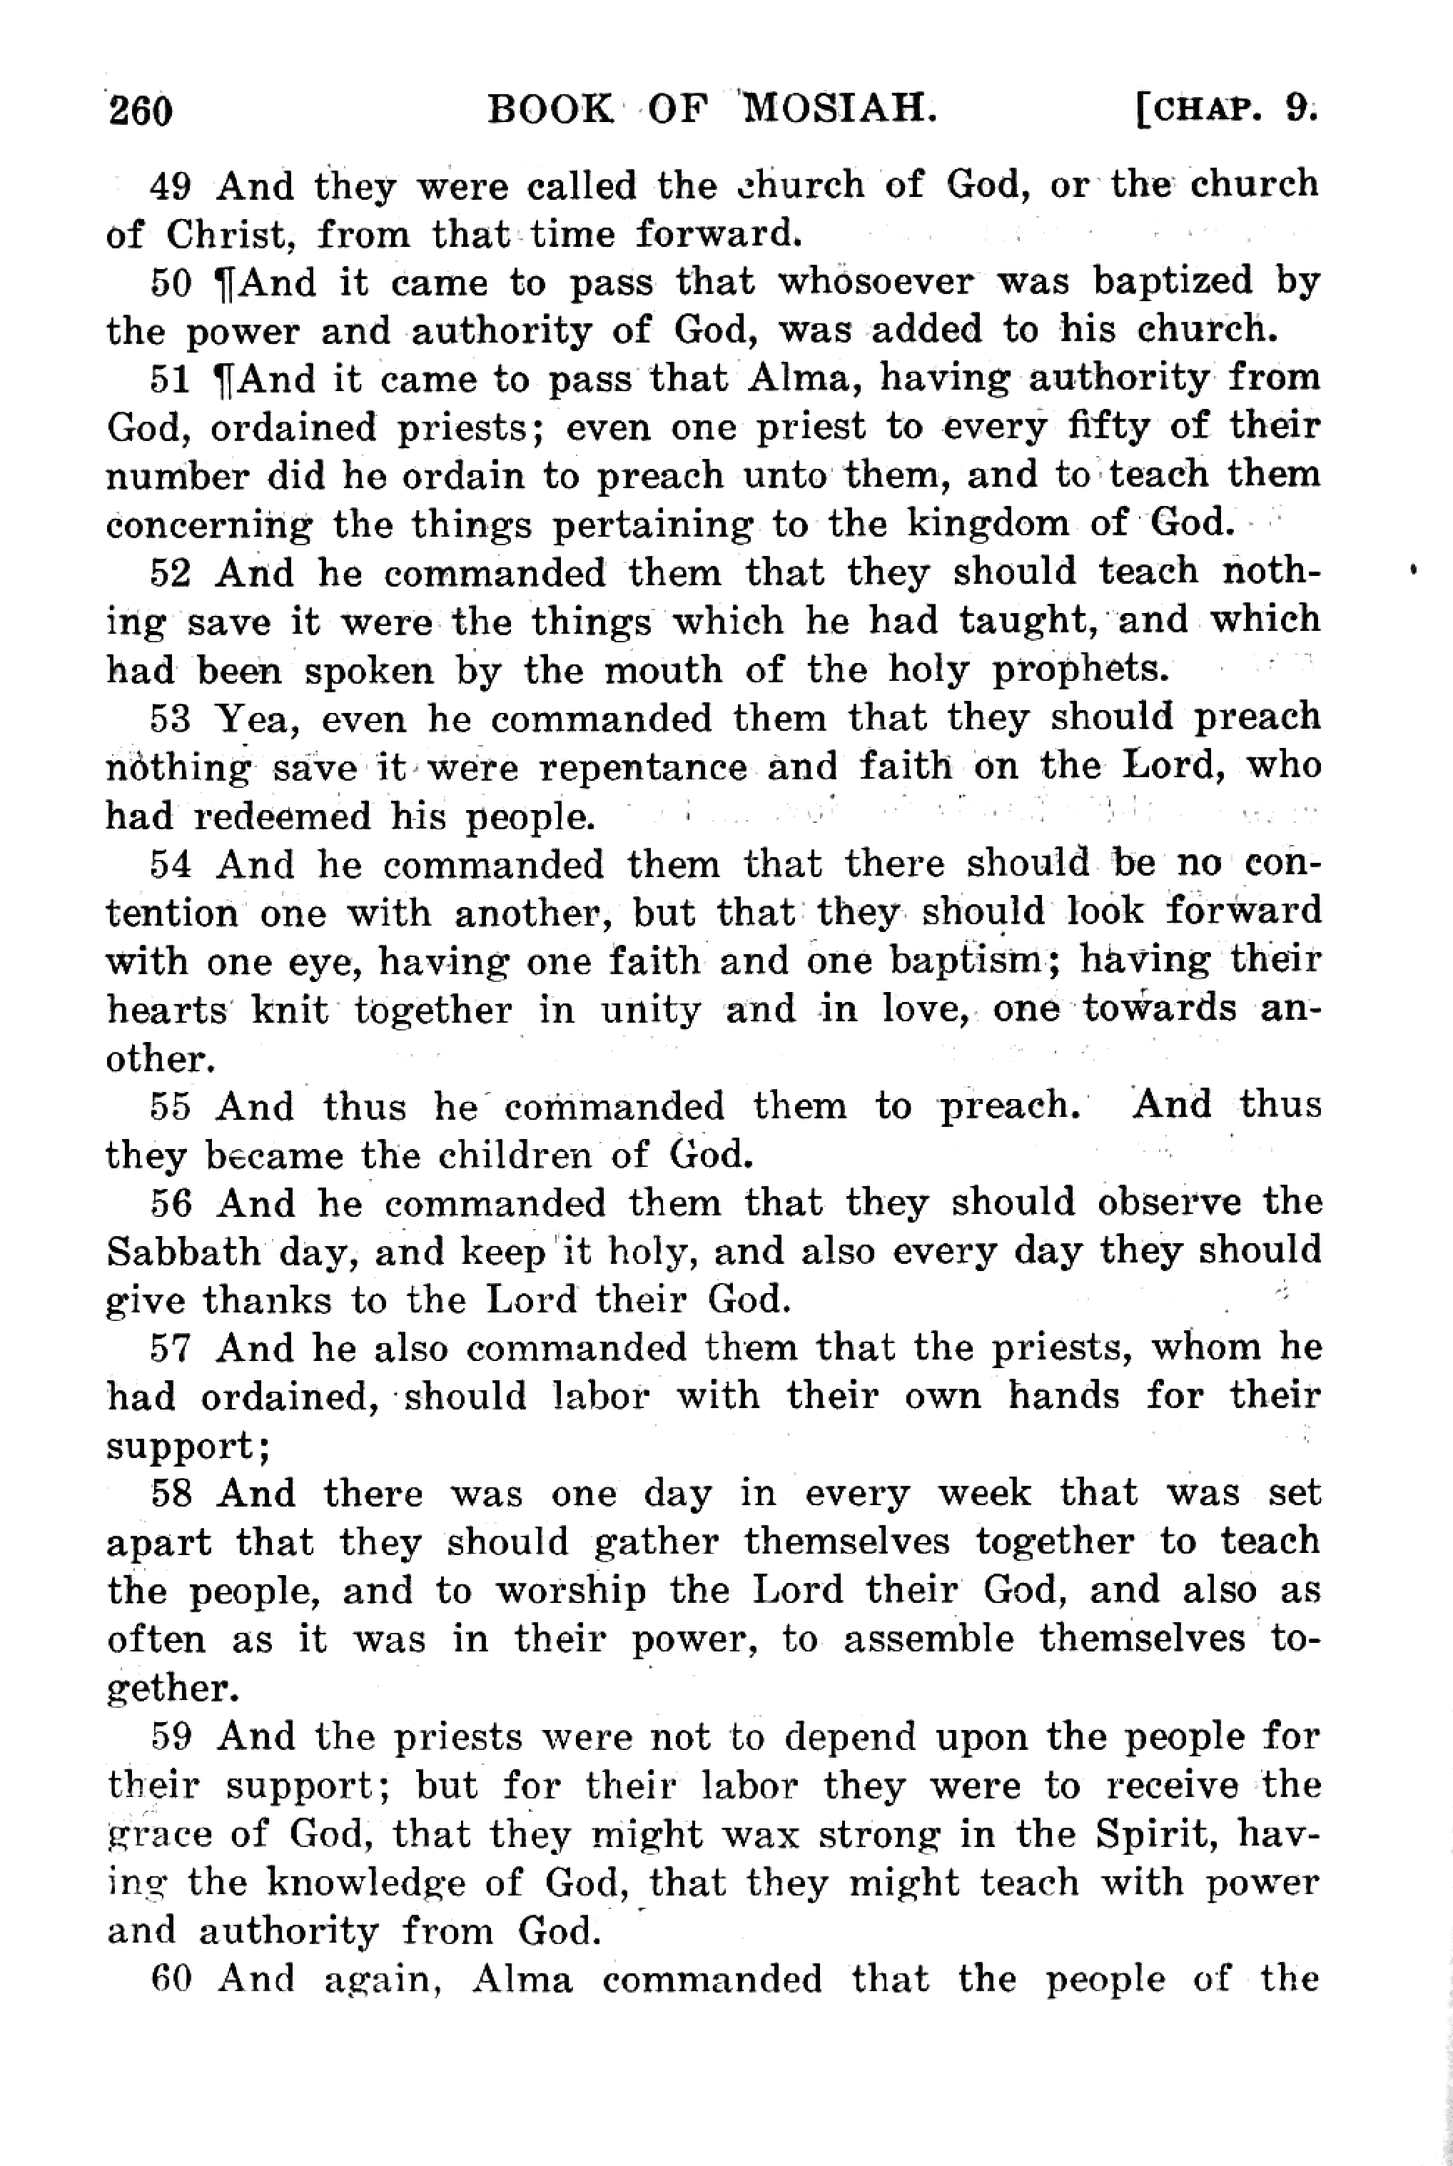 260 BOOK OF MOSIAH. [CHAP. 9.
49 And they were called the church of God, or the church
of Christ, from that time forward.
50 ¶And it came to pass that whosoever was baptized by
the power and authority of God, was added to his church.
51 ¶And it came to pass that Alma, having authority from
God, ordained priests; even one priest to every fifty of their
number did he ordain to preach unto them, and to teach them
concerning the things pertaining to the kingdom of God.
52 And he commanded them that they should teach noth-
ing save it were the things which he had taught, and which
had been spoken by the mouth of the holy prophets.
53 Yea, even he commanded them that they should preach
nothing save it were repentance and faith on the Lord, who
had redeemed his people.
54 And he commanded them that there should be no con-
tention one with another, but that they should look forward
with one eye, having one faith and one baptism; having their
hearts knit together in unity and in love, one towards an-
other.
55 And thus he commanded them to preach. And thus
they became the children of God.
56 And he commanded them that they should observe the
Sabbath day, and keep it holy, and also every day they should
give thanks to the Lord their God.
57 And he also commanded them that the priests, whom he
had ordained, should labor with their own hands for their
support;
58 And there was one day in every week that was set
apart that they should gather themselves together to teach
the people, and to worship the Lord their God, and also as
often as it was in their power, to assemble themselves to-
gether.
59 And the priests were not to depend upon the people for
their support; but for their labor they were to receive the
grace of God, that they might wax strong in the Spirit, hav-
ing the knowledge of God, that they might teach with power
and authority from God.
60 And again, Alma commanded that the people of the